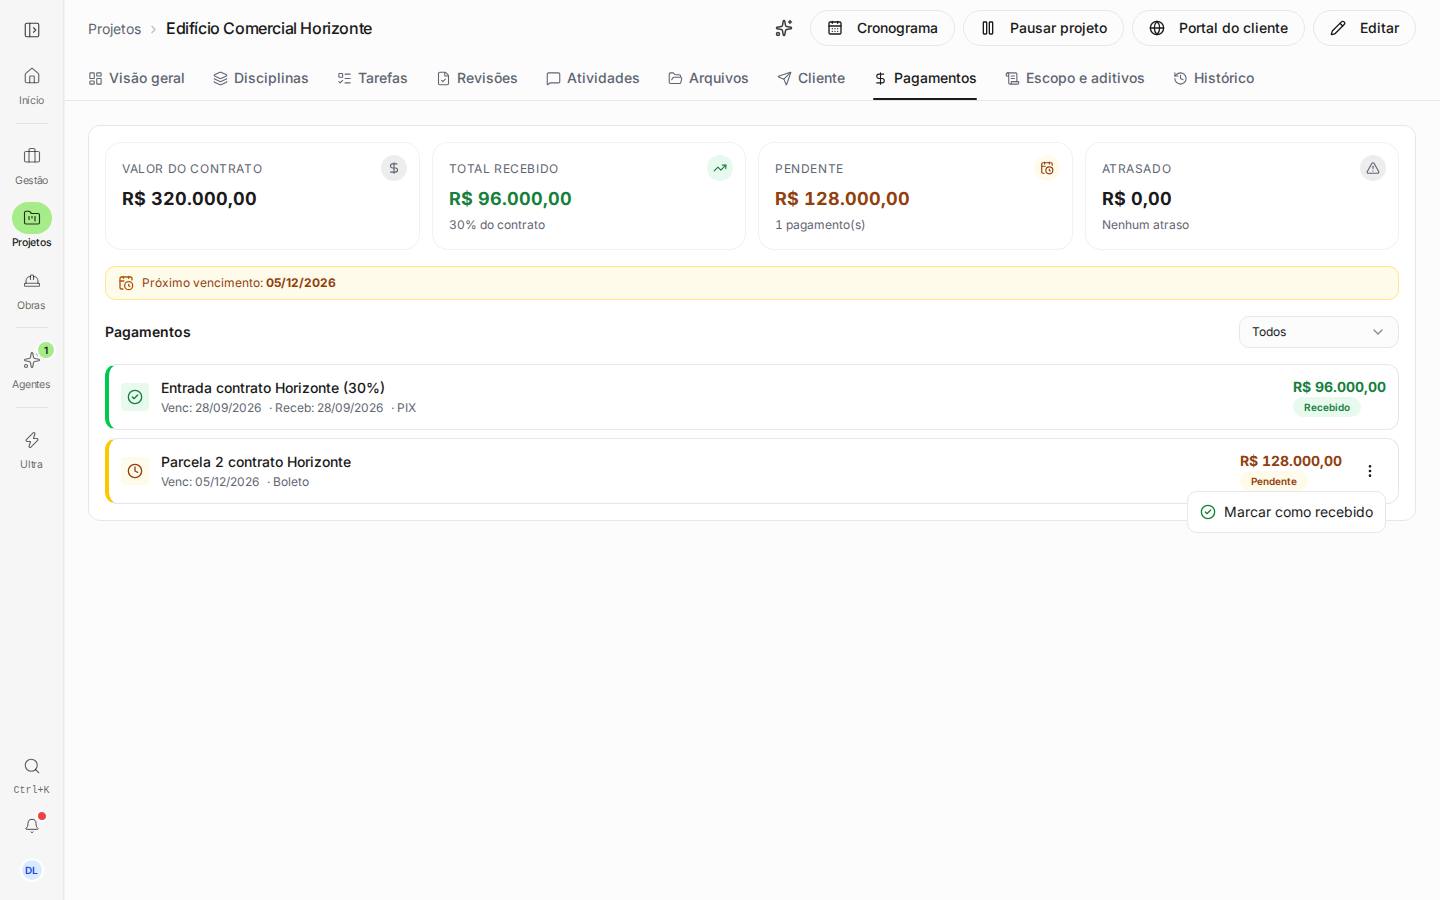 Projetos › Edifício Comercial Horizonte
Cronograma
Pausar projeto
Portal do cliente
Editar
Visão geral
Disciplinas
Tarefas
Revisões
Atividades
Arquivos
Cliente
Pagamentos
Escopo e aditivos
Histórico
Início
Gestão
Projetos
Obras
1
Agentes
Ultra
Ctrl+K
DL
VALOR DO CONTRATO
R$ 320.000,00
TOTAL RECEBIDO
R$ 96.000,00
30% do contrato
PENDENTE
R$ 128.000,00
1 pagamento(s)
ATRASADO
R$ 0,00
Nenhum atraso
Próximo vencimento: 05/12/2026
Pagamentos
Todos
Entrada contrato Horizonte (30%)
Venc: 28/09/2026 · Receb: 28/09/2026 · PIX
R$ 96.000,00
Recebido
Parcela 2 contrato Horizonte
Venc: 05/12/2026 · Boleto
R$ 128.000,00
Pendente
Marcar como recebido